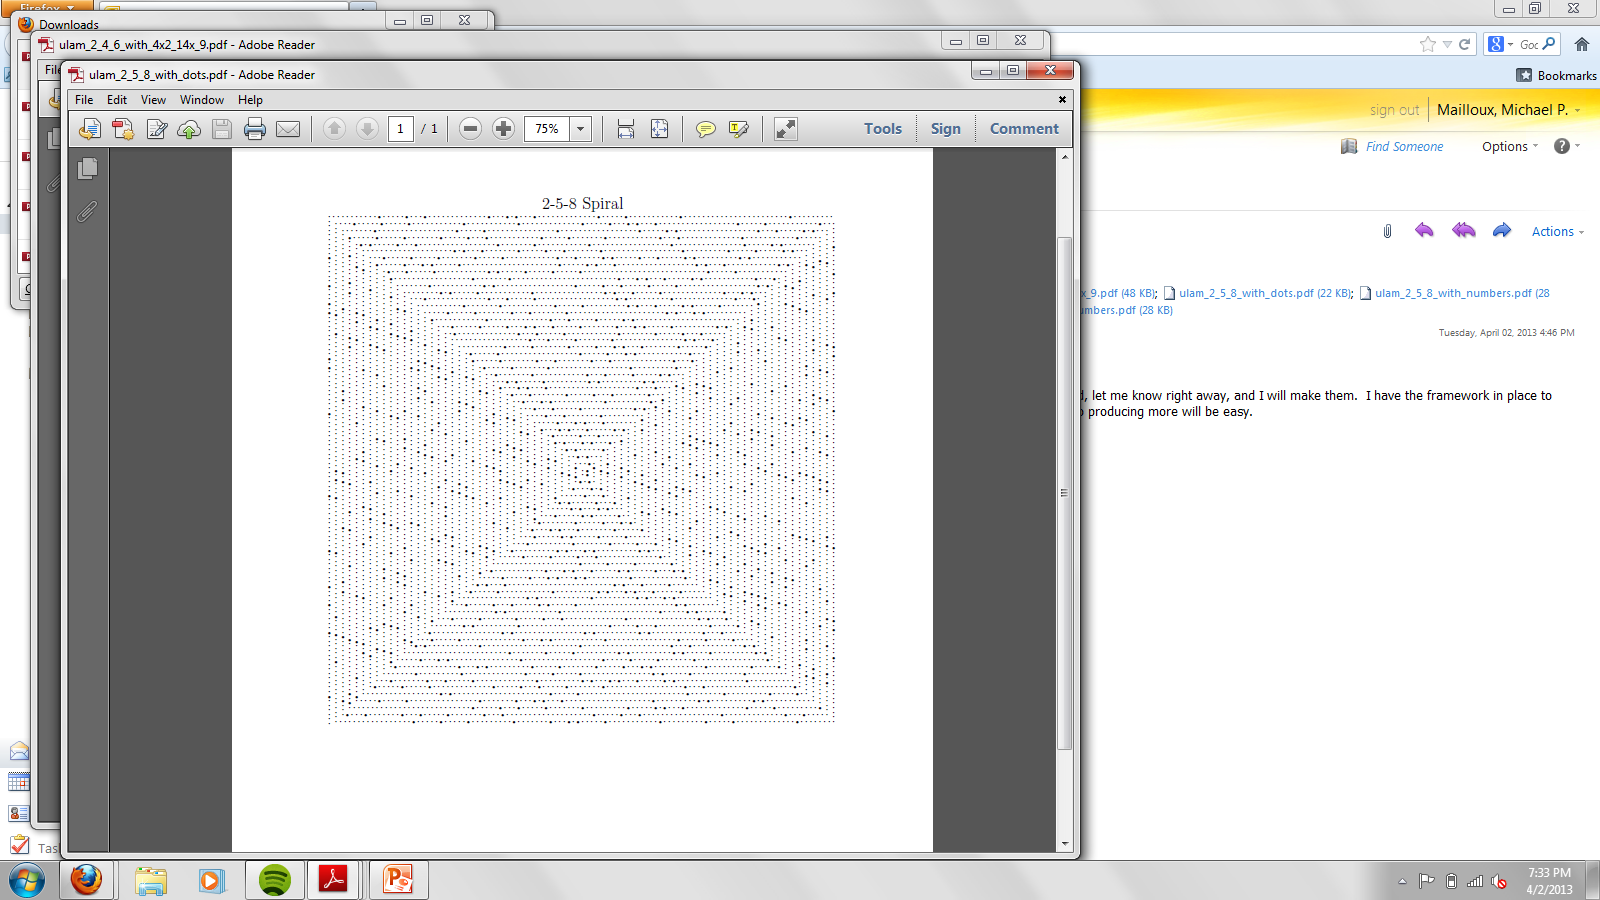 Firefox
Downloads
ulam_2_4_6_with_4x2_14x_9.pdf - Adobe Reader
ulam_2_5_8_with_dots.pdf - Adobe Reader
File Edit View Window Help
1 / 1 75% Tools Sign Comment
2-5-8 Spiral
Bookmarks
sign out Mailloux, Michael P.
Find Someone Options
Actions
x_9.pdf (48 KB); ulam_2_5_8_with_dots.pdf (22 KB); ulam_2_5_8_with_numbers.pdf (28
umbers.pdf (28 KB)
Tuesday, April 02, 2013 4:46 PM
d, let me know right away, and I will make them. I have the framework in place to
producing more will be easy.
7:33 PM
4/2/2013